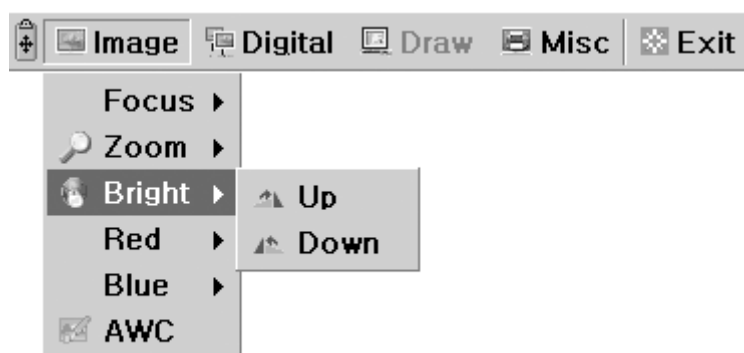 Image Digital Draw Misc Exit
Focus
Zoom
Bright
Up
Red
Down
Blue
AWC